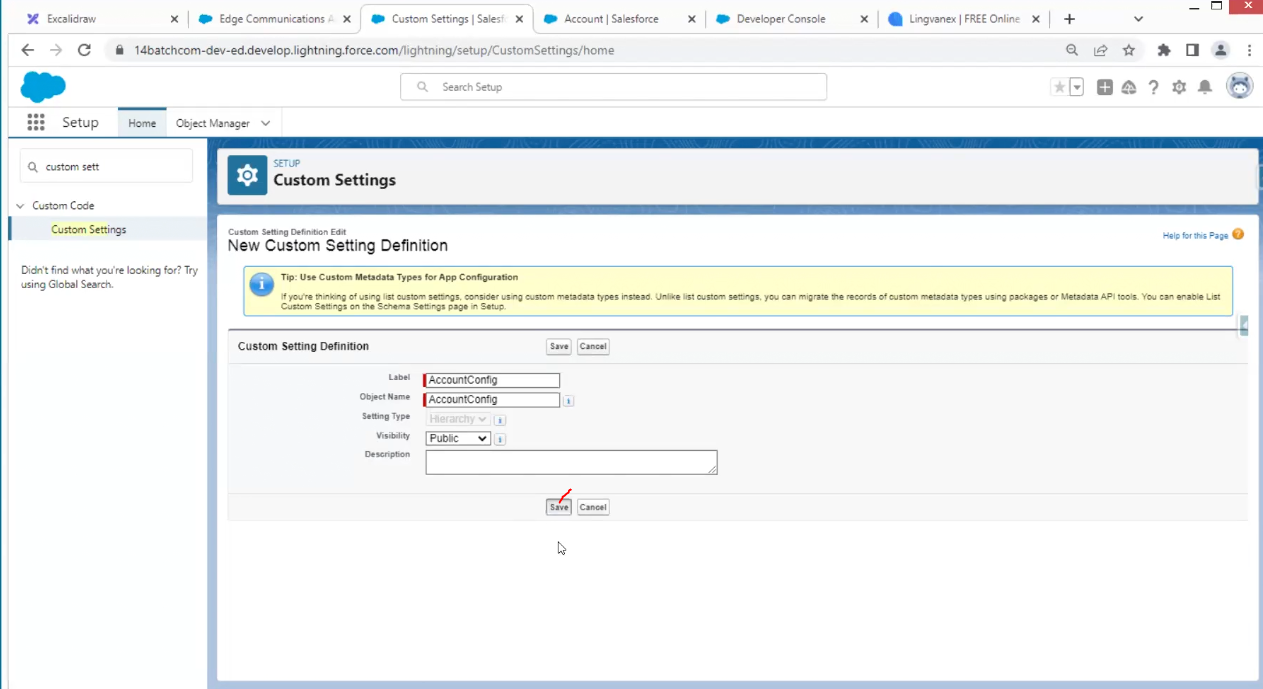 Excalidraw
Edge Communications A
Custom Settings | Salesf
Account | Salesforce
Developer Console
Lingvanex | FREE Online
14batchcom-dev-ed.develop.lightning.force.com/lightning/setup/CustomSettings/home
Search Setup
Setup
Home
Object Manager
custom sett
Custom Code
Custom Settings
Didn't find what you're looking for? Try
using Global Search.
SETUP
Custom Settings
Custom Setting Definition Edit
New Custom Setting Definition
Help for this Page
Tip: Use Custom Metadata Types for App Configuration
If you're thinking of using list custom settings, consider using custom metadata types instead. Unlike list custom settings, you can migrate the records of custom metadata types using packages or Metadata API tools. You can enable List
Custom Settings on the Schema Settings page in Setup.
Custom Setting Definition
Save Cancel
Label AccountConfig
Object Name AccountConfig
Setting Type Hierarchy
Visibility Public
Description
Save Cancel